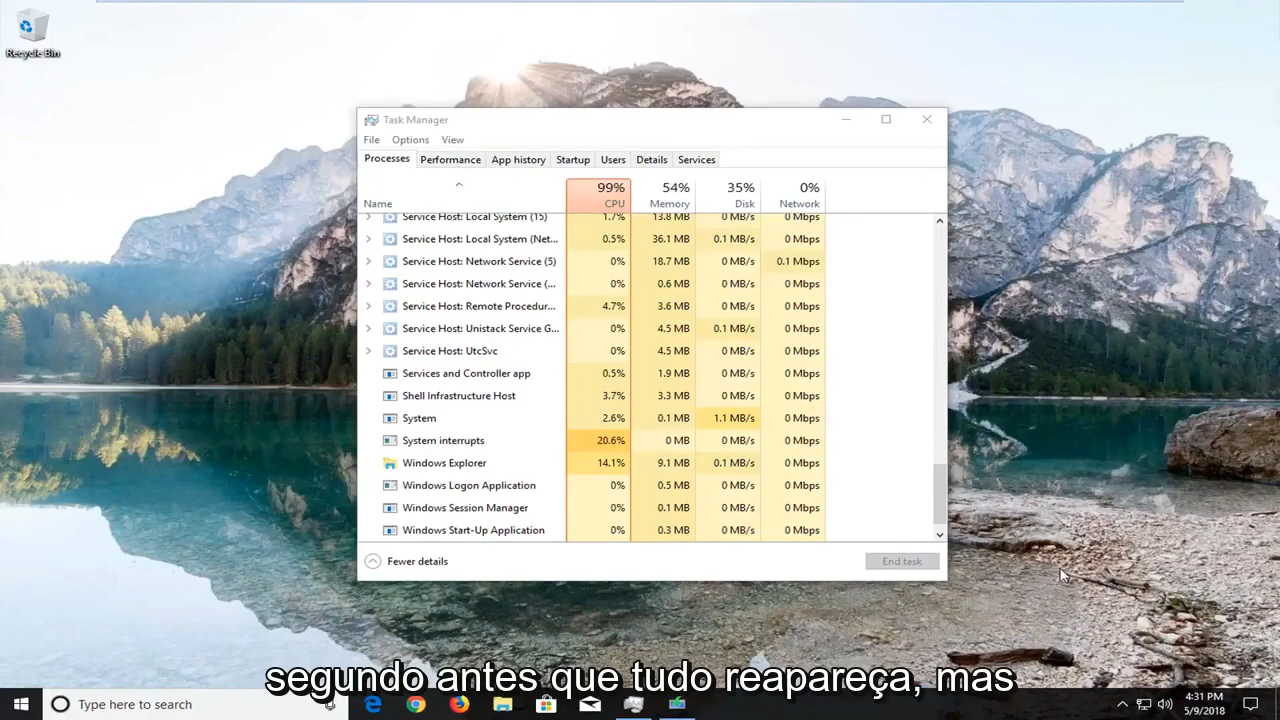 Recycle Bin
Task Manager
File Options View
Processes Performance App history Startup Users Details Services
99% 54% 35% 0%
Name CPU Memory Disk Network
Service Host: Local System (15) 1.7% 13.8 MB 0 MB/s 0 Mbps
Service Host: Local System (Net... 0.5% 36.1 MB 0.1 MB/s 0 Mbps
Service Host: Network Service (5) 0% 18.7 MB 0 MB/s 0.1 Mbps
Service Host: Network Service (... 0% 0.6 MB 0 MB/s 0 Mbps
Service Host: Remote Procedur... 4.7% 3.6 MB 0 MB/s 0 Mbps
Service Host: Unistack Service G... 0% 4.5 MB 0.1 MB/s 0 Mbps
Service Host: UtcSvc 0% 4.5 MB 0 MB/s 0 Mbps
Services and Controller app 0.5% 1.9 MB 0 MB/s 0 Mbps
Shell Infrastructure Host 3.7% 3.3 MB 0 MB/s 0 Mbps
System 2.6% 0.1 MB 1.1 MB/s 0 Mbps
System interrupts 20.6% 0 MB 0 MB/s 0 Mbps
Windows Explorer 14.1% 9.1 MB 0.1 MB/s 0 Mbps
Windows Logon Application 0% 0.5 MB 0 MB/s 0 Mbps
Windows Session Manager 0% 0.1 MB 0 MB/s 0 Mbps
Windows Start-Up Application 0% 0.3 MB 0 MB/s 0 Mbps
Fewer details End task
segundo antes que tudo reapareça, mas
Type here to search
4:31 PM
5/9/2018